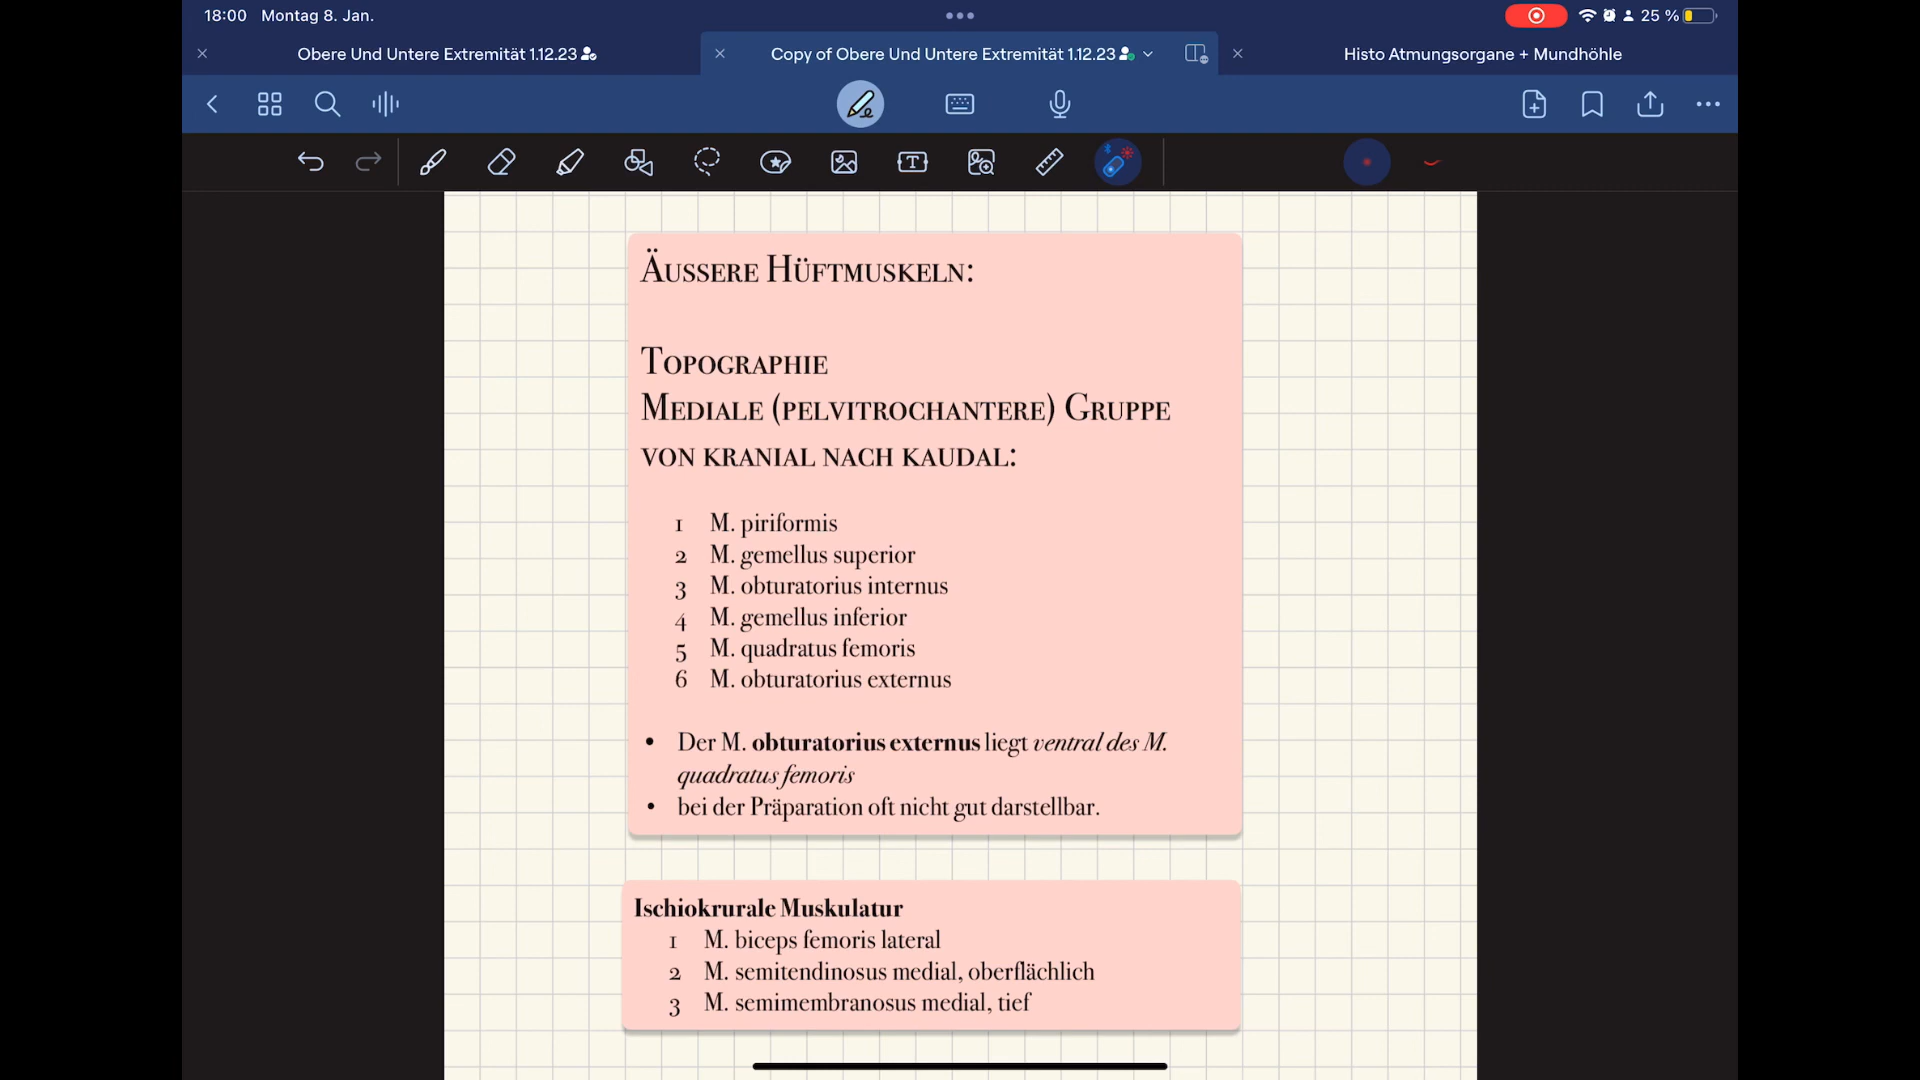 18:00 Montag 8. Jan.
25 %
Obere Und Untere Extremität 1.12.23
Copy of Obere Und Untere Extremität 1.12.23
Histo Atmungsorgane + Mundhöhle
ÄUSSERE HÜFTMUSKELN:
TOPOGRAPHIE
MEDIALE (PELVITROCHANTERE) GRUPPE
VON KRANIAL NACH KAUDAL:
1 M. piriformis
2 M. gemellus superior
3 M. obturatorius internus
4 M. gemellus inferior
5 M. quadratus femoris
6 M. obturatorius externus
• Der M. obturatorius externus liegt ventral des M.
quadratus femoris
• bei der Präparation oft nicht gut darstellbar.
Ischiokrurale Muskulatur
1 M. biceps femoris lateral
2 M. semitendinosus medial, oberflächlich
3 M. semimembranosus medial, tief